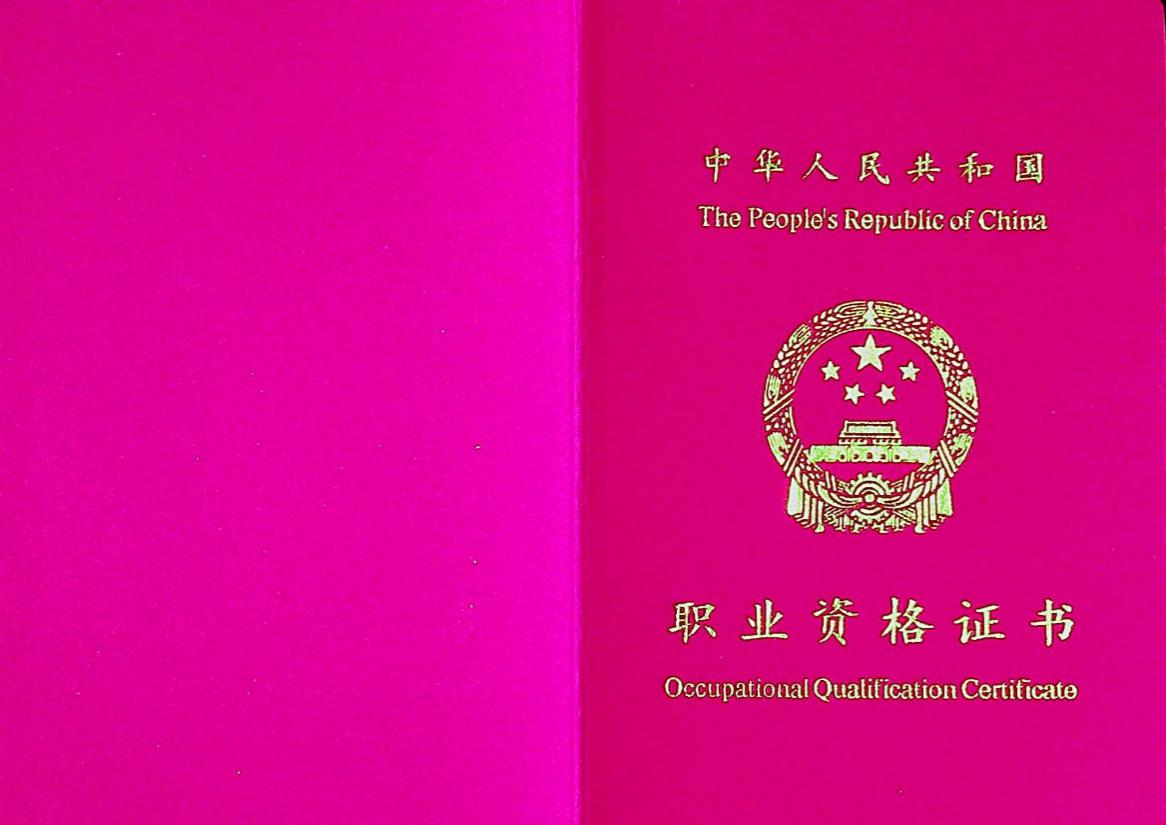 中华人民共和国
The People's Republic of China
职业资格证书
Occupational Qualification Certificate